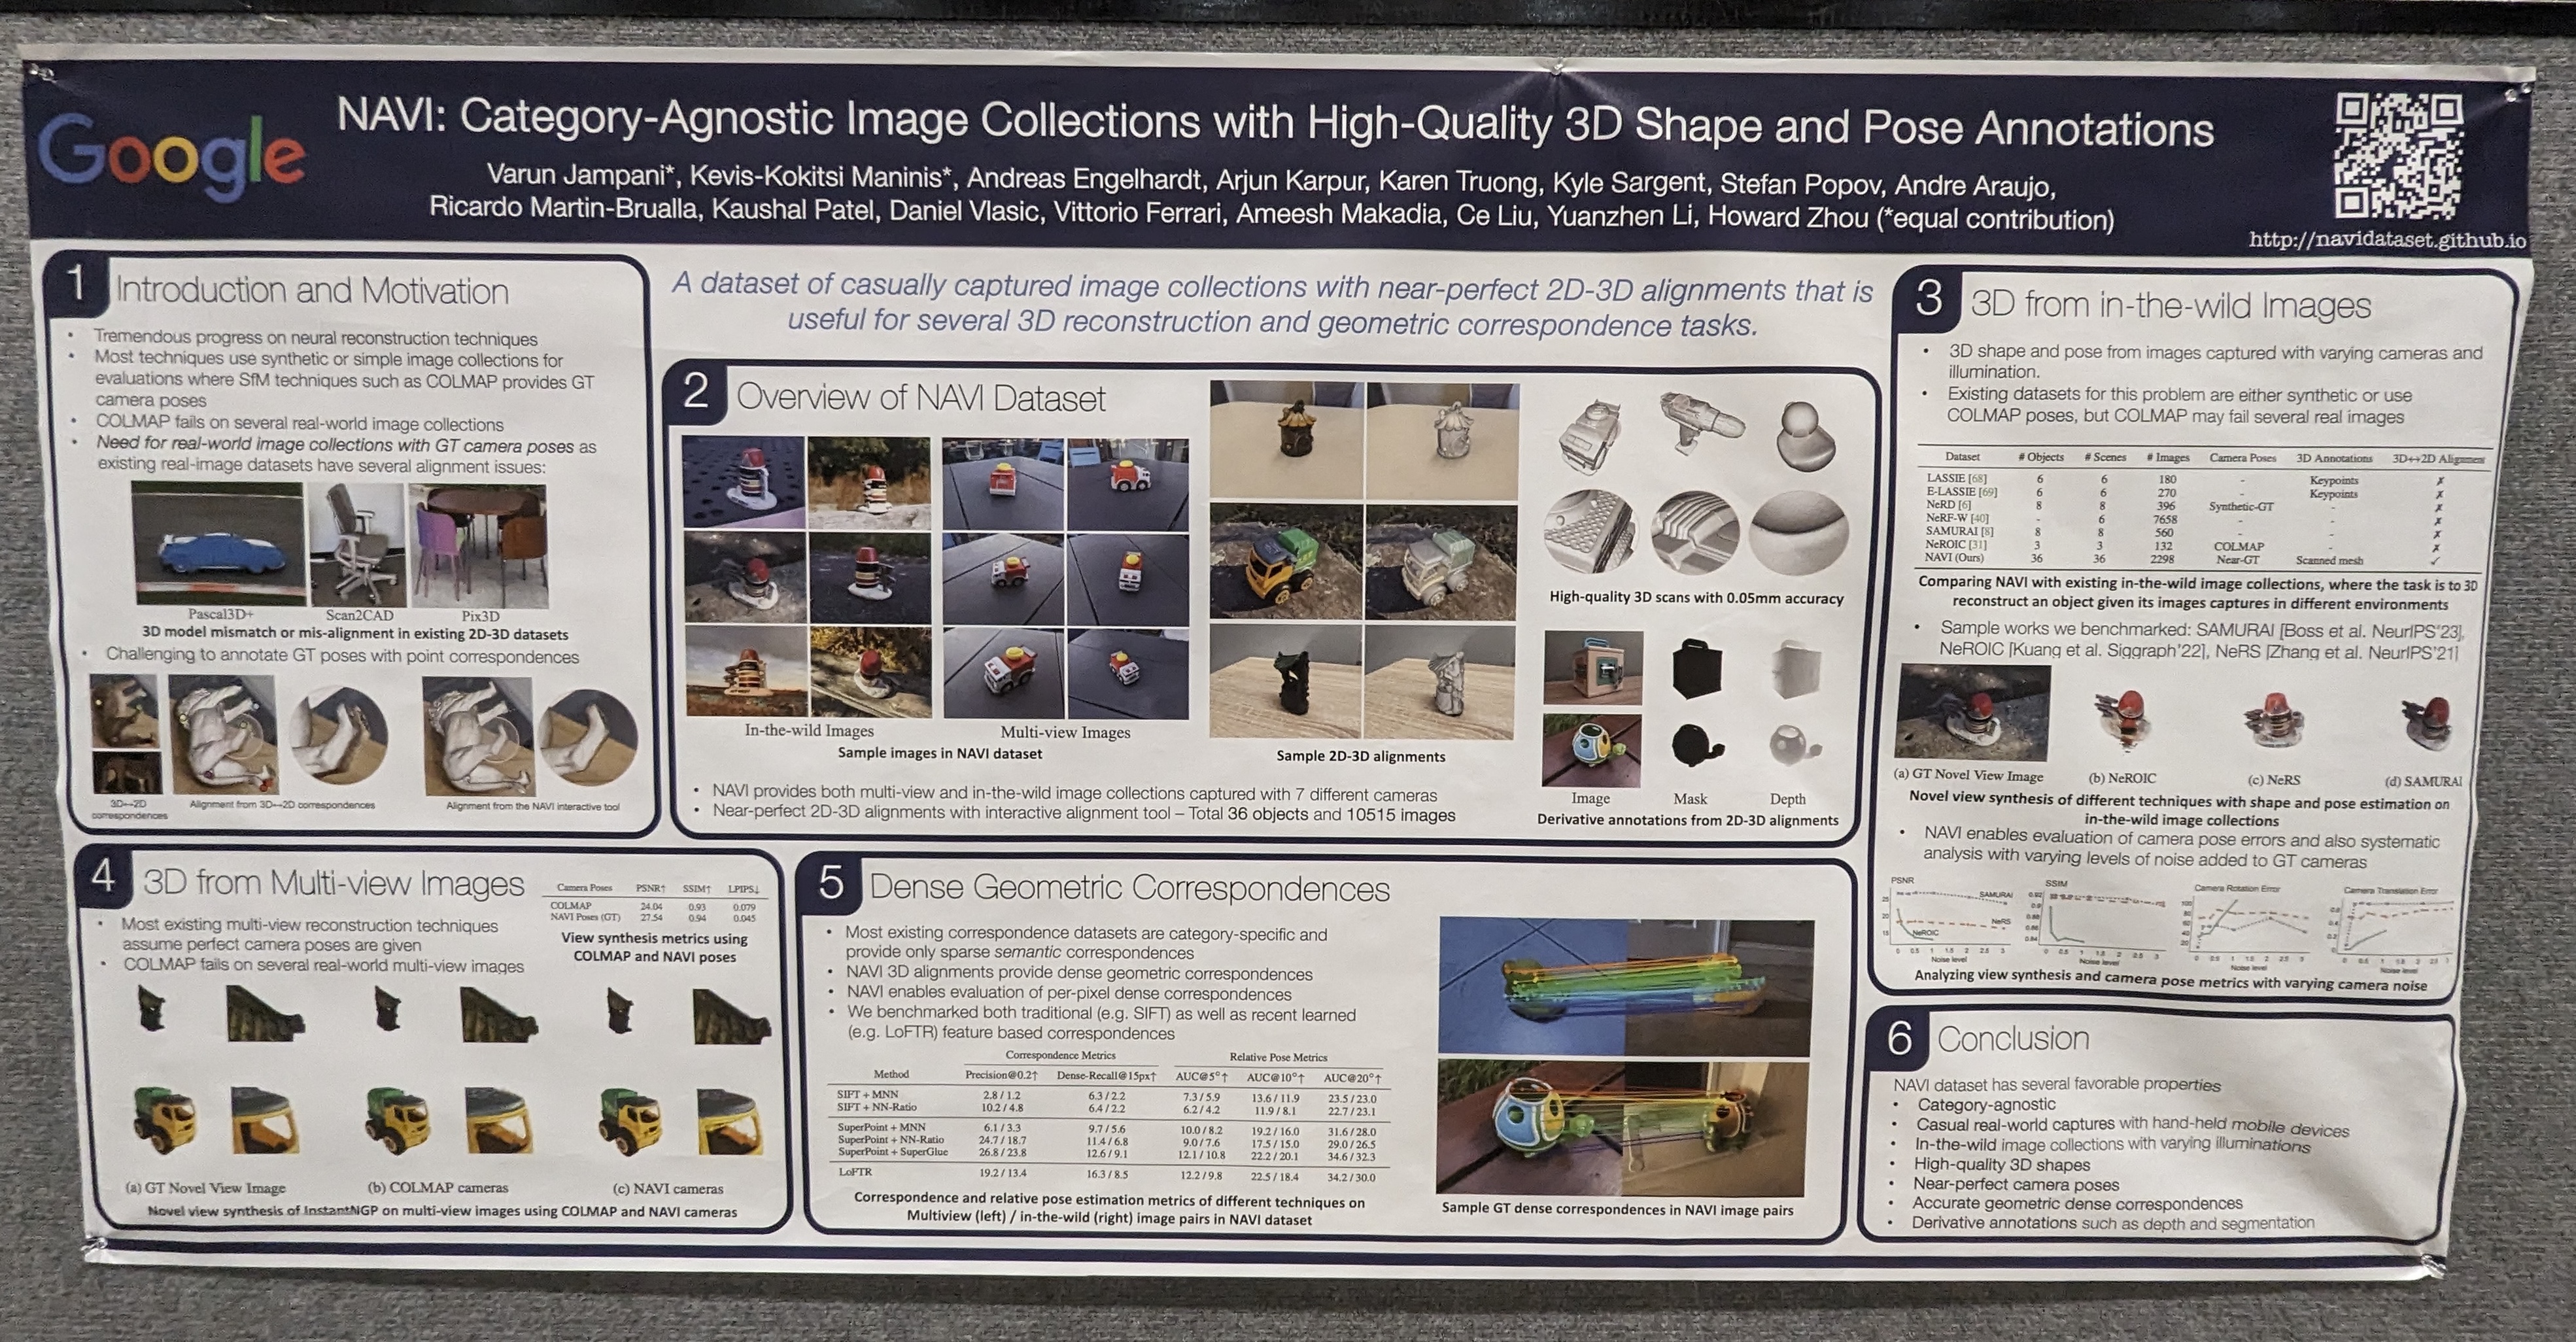 Google
NAVI: Category-Agnostic Image Collections with High-Quality 3D Shape and Pose Annotations
Varun Jampani*, Kevis-Kokitsi Maninis*, Andreas Engelhardt, Arjun Karpur, Karen Truong, Kyle Sargent, Stefan Popov, Andre Araujo,
Ricardo Martin-Brualla, Kaushal Patel, Daniel Vlasic, Vittorio Ferrari, Ameesh Makadia, Ce Liu, Yuanzhen Li, Howard Zhou (*equal contribution)
http://navidataset.github.io
1 Introduction and Motivation
• Tremendous progress on neural reconstruction techniques
• Most techniques use synthetic or simple image collections for
evaluations where SfM techniques such as COLMAP provides GT
camera poses
• COLMAP fails on several real-world image collections
• Need for real-world image collections with GT camera poses as
existing real-image datasets have several alignment issues:
Pascal3D+ Scan2CAD Pix3D
3D model mismatch or mis-alignment in existing 2D-3D datasets
• Challenging to annotate GT poses with point correspondences
3D↔2D
correspondences
Alignment from 3D↔2D correspondences
Alignment from the NAVI interactive tool
A dataset of casually captured image collections with near-perfect 2D-3D alignments that is
useful for several 3D reconstruction and geometric correspondence tasks.
2 Overview of NAVI Dataset
In-the-wild Images Multi-view Images
Sample images in NAVI dataset
Sample 2D-3D alignments
High-quality 3D scans with 0.05mm accuracy
Image Mask Depth
Derivative annotations from 2D-3D alignments
• NAVI provides both multi-view and in-the-wild image collections captured with 7 different cameras
• Near-perfect 2D-3D alignments with interactive alignment tool – Total 36 objects and 10515 images
3 3D from in-the-wild Images
• 3D shape and pose from images captured with varying cameras and
illumination.
• Existing datasets for this problem are either synthetic or use
COLMAP poses, but COLMAP may fail several real images
Dataset # Objects # Scenes # Images Camera Poses 3D Annotations 3D↔2D Alignment
LASSIE [68] 6 6 180 - Keypoints ✗
E-LASSIE [69] 6 6 270 - Keypoints ✗
NeRD [6] 8 8 396 Synthetic-GT - ✗
NeRF-W [40] - 6 7658 - - ✗
SAMURAI [8] 8 8 560 - - ✗
NeROIC [31] 3 3 132 COLMAP - ✗
NAVI (Ours) 36 36 2298 Near-GT Scanned mesh ✓
Comparing NAVI with existing in-the-wild image collections, where the task is to 3D
reconstruct an object given its images captures in different environments
• Sample works we benchmarked: SAMURAI [Boss et al. NeurIPS'23],
NeROIC [Kuang et al. Siggraph'22], NeRS [Zhang et al. NeurIPS'21]
(a) GT Novel View Image (b) NeROIC (c) NeRS (d) SAMURAI
Novel view synthesis of different techniques with shape and pose estimation on
in-the-wild image collections
• NAVI enables evaluation of camera pose errors and also systematic
analysis with varying levels of noise added to GT cameras
PSNR SSIM Camera Rotation Error Camera Translation Error
SAMURAI
NeRS
NeROIC
Noise level Noise level Noise level Noise level
Analyzing view synthesis and camera pose metrics with varying camera noise
4 3D from Multi-view Images
• Most existing multi-view reconstruction techniques
assume perfect camera poses are given
• COLMAP fails on several real-world multi-view images
Camera Poses PSNR↑ SSIM↑ LPIPS↓
COLMAP 24.04 0.93 0.079
NAVI Poses (GT) 27.54 0.94 0.045
View synthesis metrics using
COLMAP and NAVI poses
(a) GT Novel View Image (b) COLMAP cameras (c) NAVI cameras
Novel view synthesis of InstantNGP on multi-view images using COLMAP and NAVI cameras
5 Dense Geometric Correspondences
• Most existing correspondence datasets are category-specific and
provide only sparse semantic correspondences
• NAVI 3D alignments provide dense geometric correspondences
• NAVI enables evaluation of per-pixel dense correspondences
• We benchmarked both traditional (e.g. SIFT) as well as recent learned
(e.g. LoFTR) feature based correspondences
Correspondence Metrics Relative Pose Metrics
Method Precision@0.2↑ Dense-Recall@15px↑ AUC@5°↑ AUC@10°↑ AUC@20°↑
SIFT + MNN 2.8 / 1.2 6.3 / 2.2 7.3 / 5.9 13.6 / 11.9 23.5 / 23.0
SIFT + NN-Ratio 10.2 / 4.8 6.4 / 2.2 6.2 / 4.2 11.9 / 8.1 22.7 / 23.1
SuperPoint + MNN 6.1 / 3.3 9.7 / 5.6 10.0 / 8.2 19.2 / 16.0 31.6 / 28.0
SuperPoint + NN-Ratio 24.7 / 18.7 11.4 / 6.8 9.0 / 7.6 17.5 / 15.0 29.0 / 26.5
SuperPoint + SuperGlue 26.8 / 23.8 12.6 / 9.1 12.1 / 10.8 22.2 / 20.1 34.6 / 32.3
LoFTR 19.2 / 13.4 16.3 / 8.5 12.2 / 9.8 22.5 / 18.4 34.2 / 30.0
Correspondence and relative pose estimation metrics of different techniques on
Multiview (left) / in-the-wild (right) image pairs in NAVI dataset
Sample GT dense correspondences in NAVI image pairs
6 Conclusion
NAVI dataset has several favorable properties
• Category-agnostic
• Casual real-world captures with hand-held mobile devices
• In-the-wild image collections with varying illuminations
• High-quality 3D shapes
• Near-perfect camera poses
• Accurate geometric dense correspondences
• Derivative annotations such as depth and segmentation